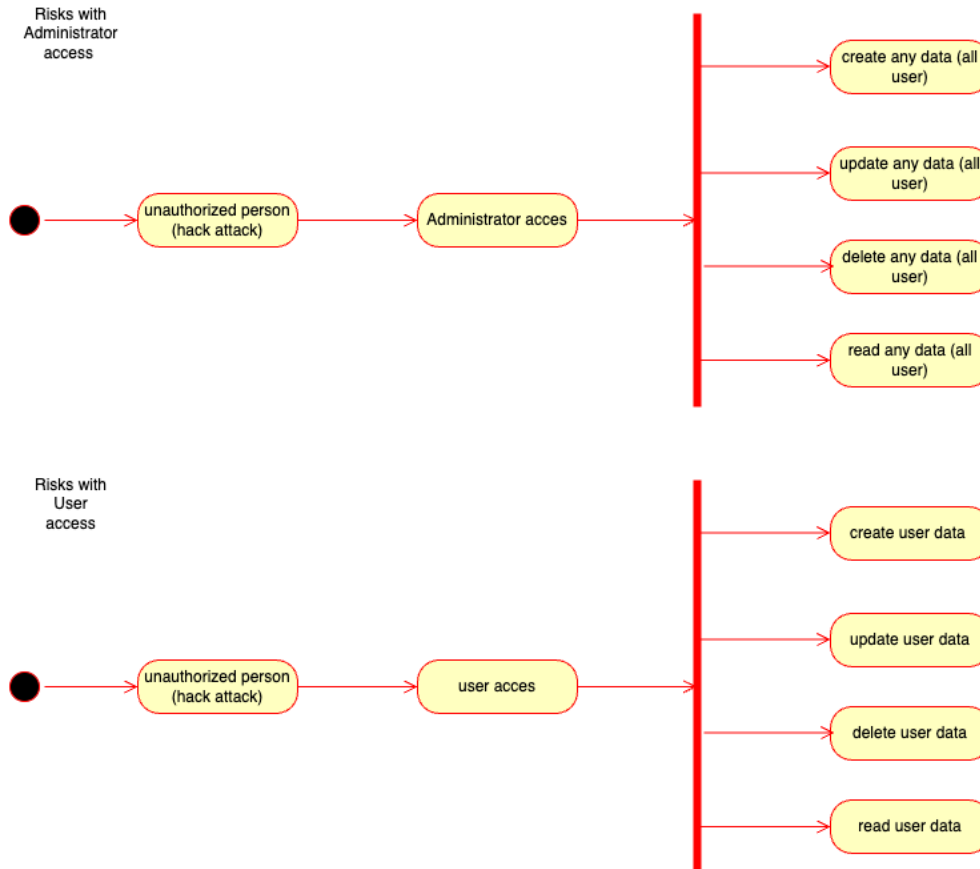 Risks with
Administrator
access
create any data (all
user)
update any data (all
user)
unauthorized person
(hack attack)
Administrator acces
delete any data (all
user)
read any data (all
user)
Risks with
User
access
create user data
update user data
unauthorized person
(hack attack)
user acces
delete user data
read user data